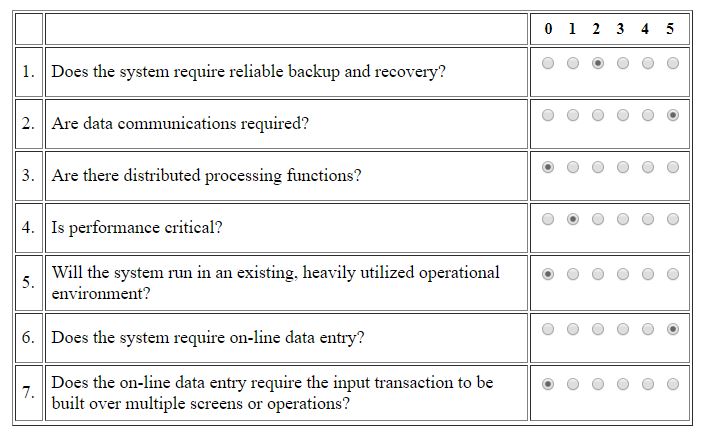 0 1 2 3 4 5
1. Does the system require reliable backup and recovery?
2. Are data communications required?
3. Are there distributed processing functions?
4. Is performance critical?
5. Will the system run in an existing, heavily utilized operational
environment?
6. Does the system require on-line data entry?
7. Does the on-line data entry require the input transaction to be
built over multiple screens or operations?